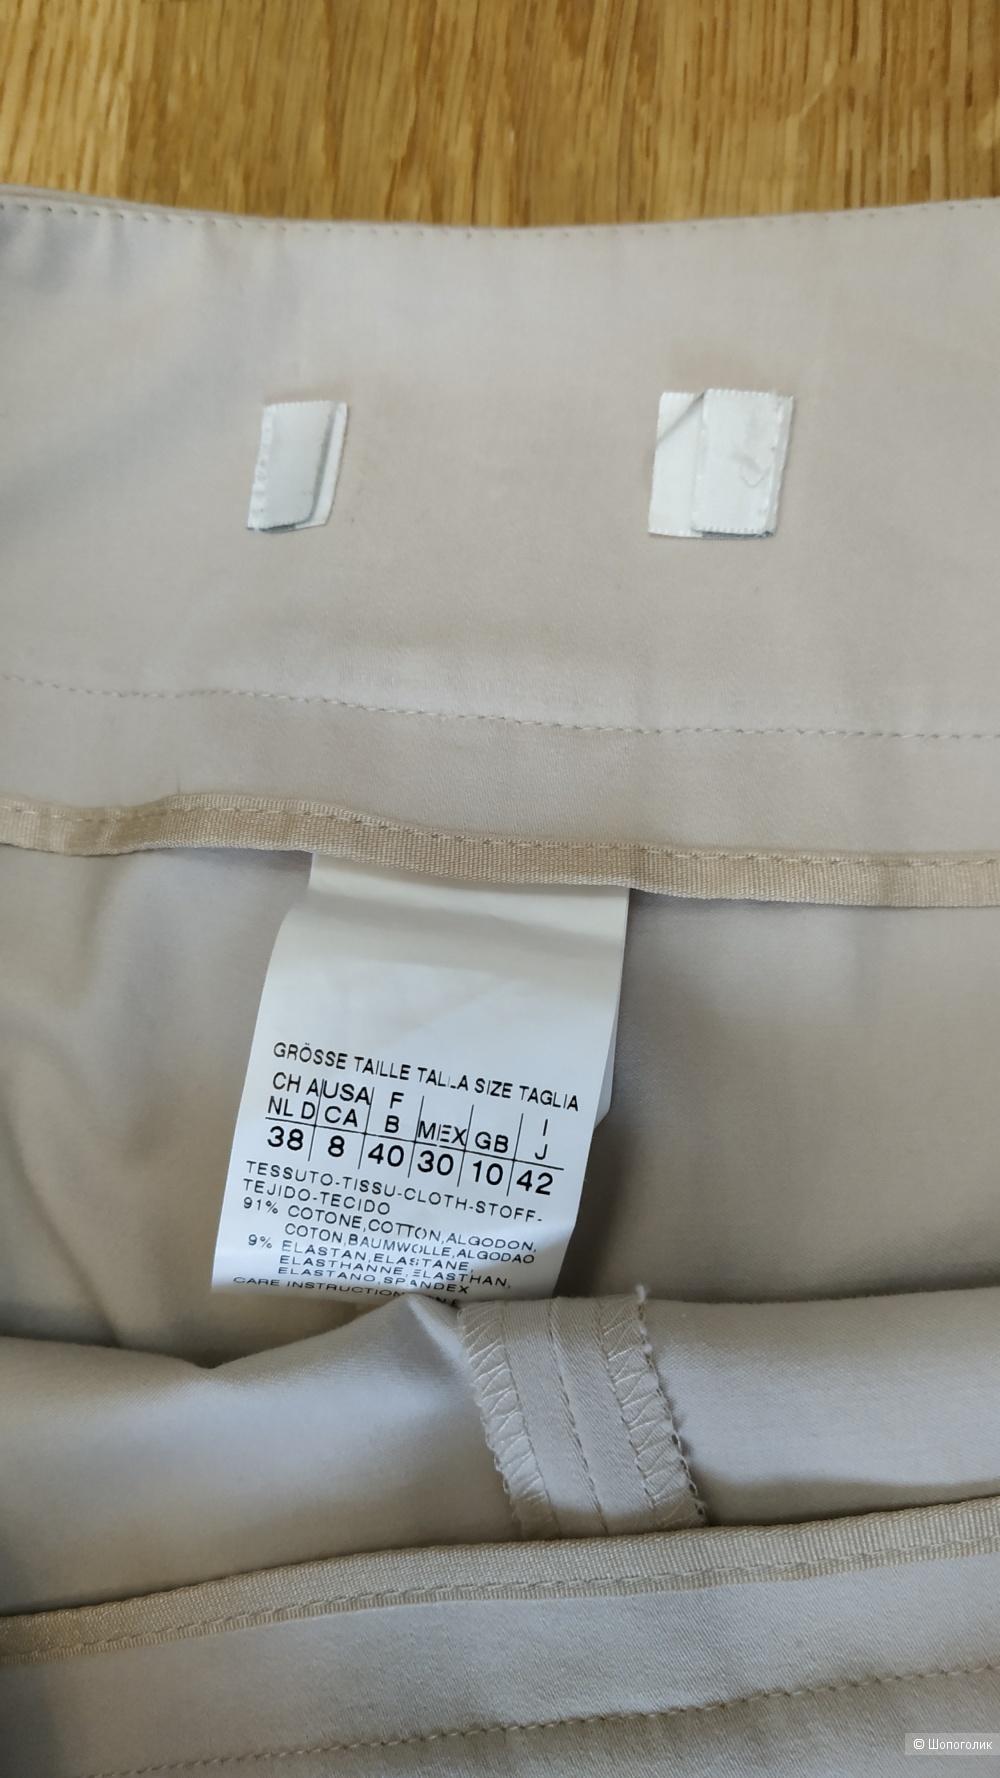 GRÖSSE TAILLE TALLA SIZE TAGLIA
CH A USA F I
NL D CA B MEX GB J
38 8 40 30 10 42
TESSUTO-TISSU-CLOTH-STOFF-
TEJIDO-TECIDO
91% COTONE,COTTON,ALGODON,
COTON,BAUMWOLLE,ALGODAO
9% ELASTAN,ELASTANE,
ELASTHANNE,ELASTHAN,
ELASTANO,SPANDEX
CARE INSTRUCTION
© Шопоголик